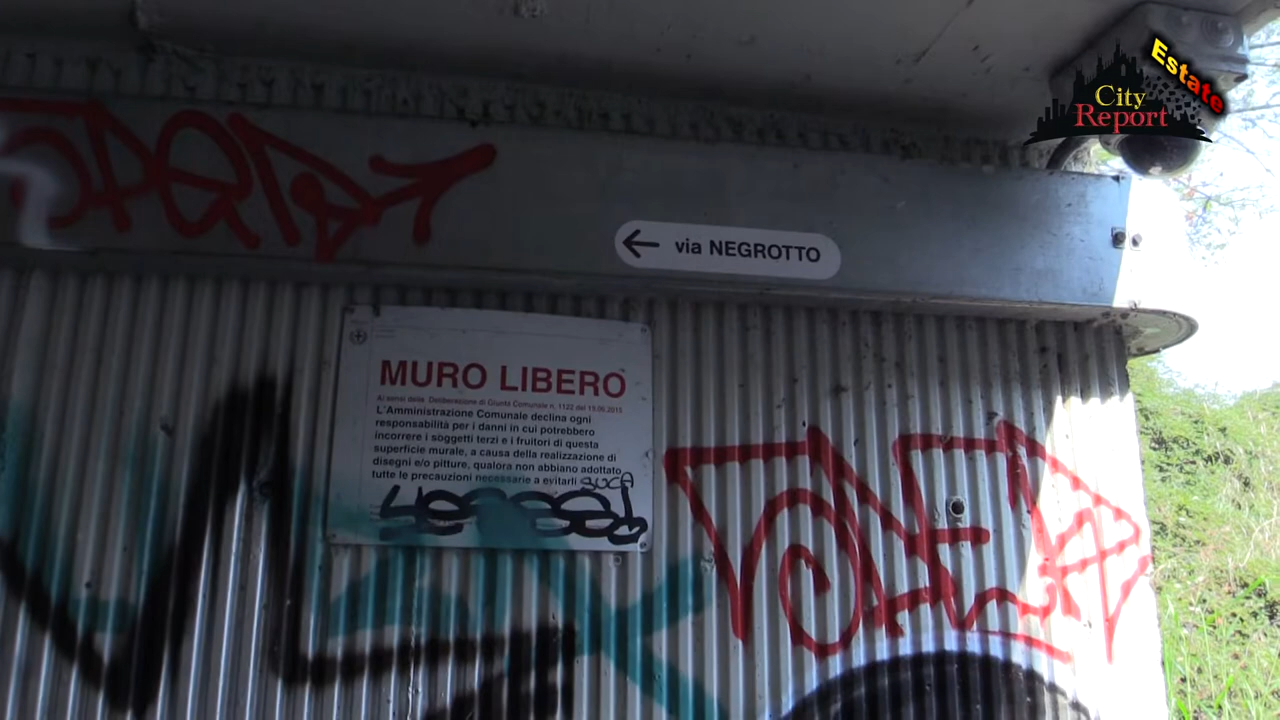 Estate
City
Report
← via NEGROTTO
MURO LIBERO
Ai sensi della Deliberazione di Giunta Comunale n. 1122 del 19.06.2015
L'Amministrazione Comunale declina ogni
responsabilità per i danni in cui potrebbero
incorrere i soggetti terzi e i fruitori di questa
superficie murale, a causa della realizzazione di
disegni e/o pitture, qualora non abbiano adottato
tutte le precauzioni necessarie a evitarli
SUCA